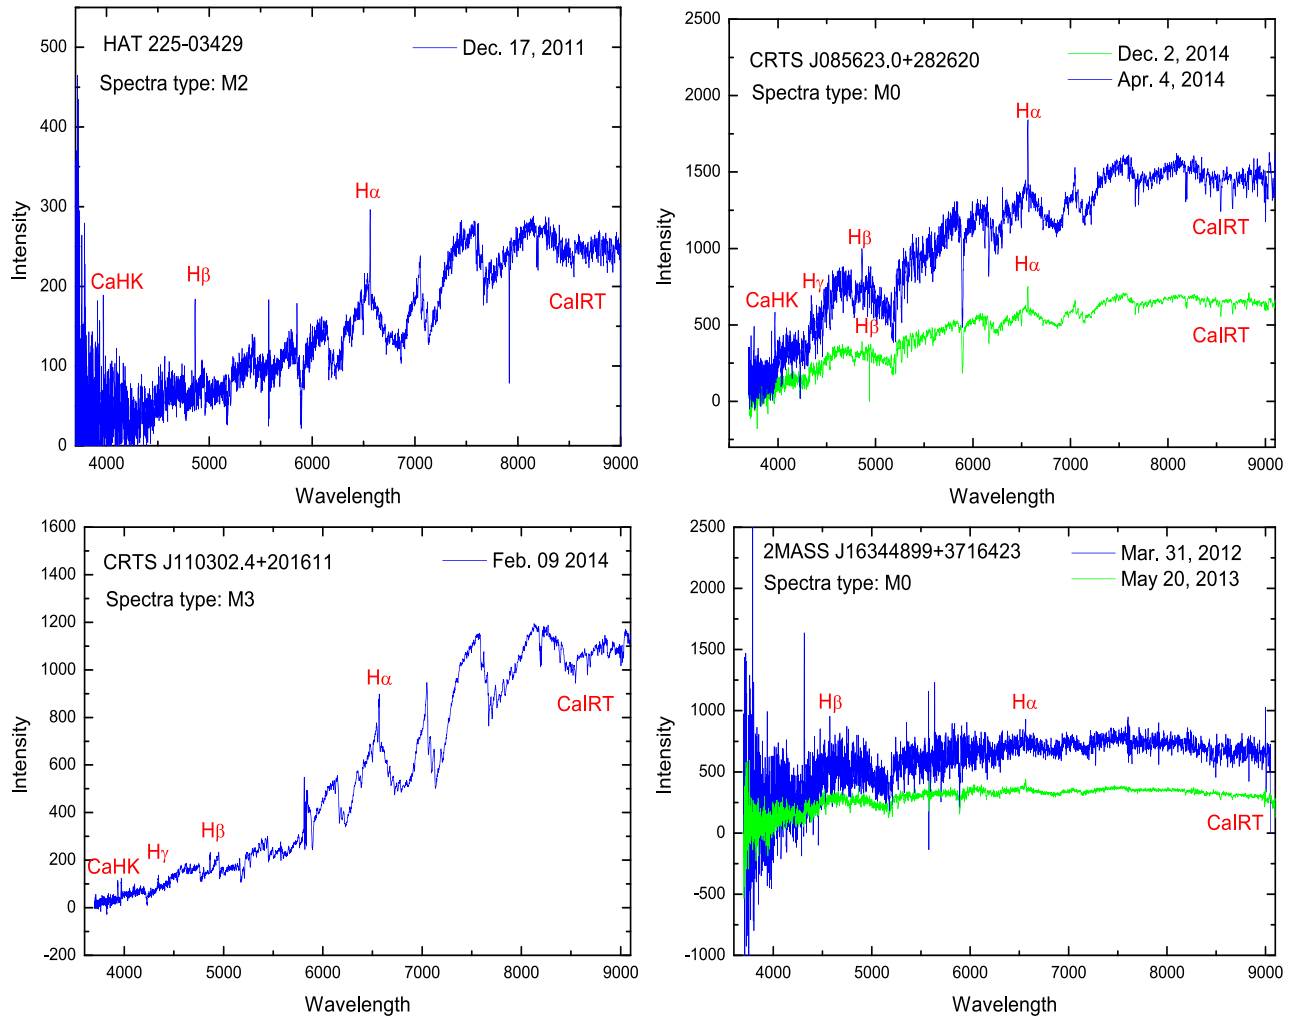 HAT 225-03429
Dec. 17, 2011
Spectra type: M2
Hα
CaHK
Hβ
CaIRT
Intensity
500
400
300
200
100
0
4000 5000 6000 7000 8000 9000
Wavelength
CRTS J085623.0+282620
Dec. 2, 2014
Apr. 4, 2014
Spectra type: M0
Hα
Hβ
Hγ
CaHK
CaIRT
Hα
Hβ
CaIRT
Intensity
2500
2000
1500
1000
500
0
4000 5000 6000 7000 8000 9000
Wavelength
CRTS J110302.4+201611
Feb. 09 2014
Spectra type: M3
Hα
CaHK
Hγ
Hβ
CaIRT
Intensity
1600
1400
1200
1000
800
600
400
200
0
-200
4000 5000 6000 7000 8000 9000
Wavelength
2MASS J16344899+3716423
Mar. 31, 2012
May 20, 2013
Spectra type: M0
Hβ
Hα
CaIRT
Intensity
2500
2000
1500
1000
500
0
-500
-1000
4000 5000 6000 7000 8000 9000
Wavelength